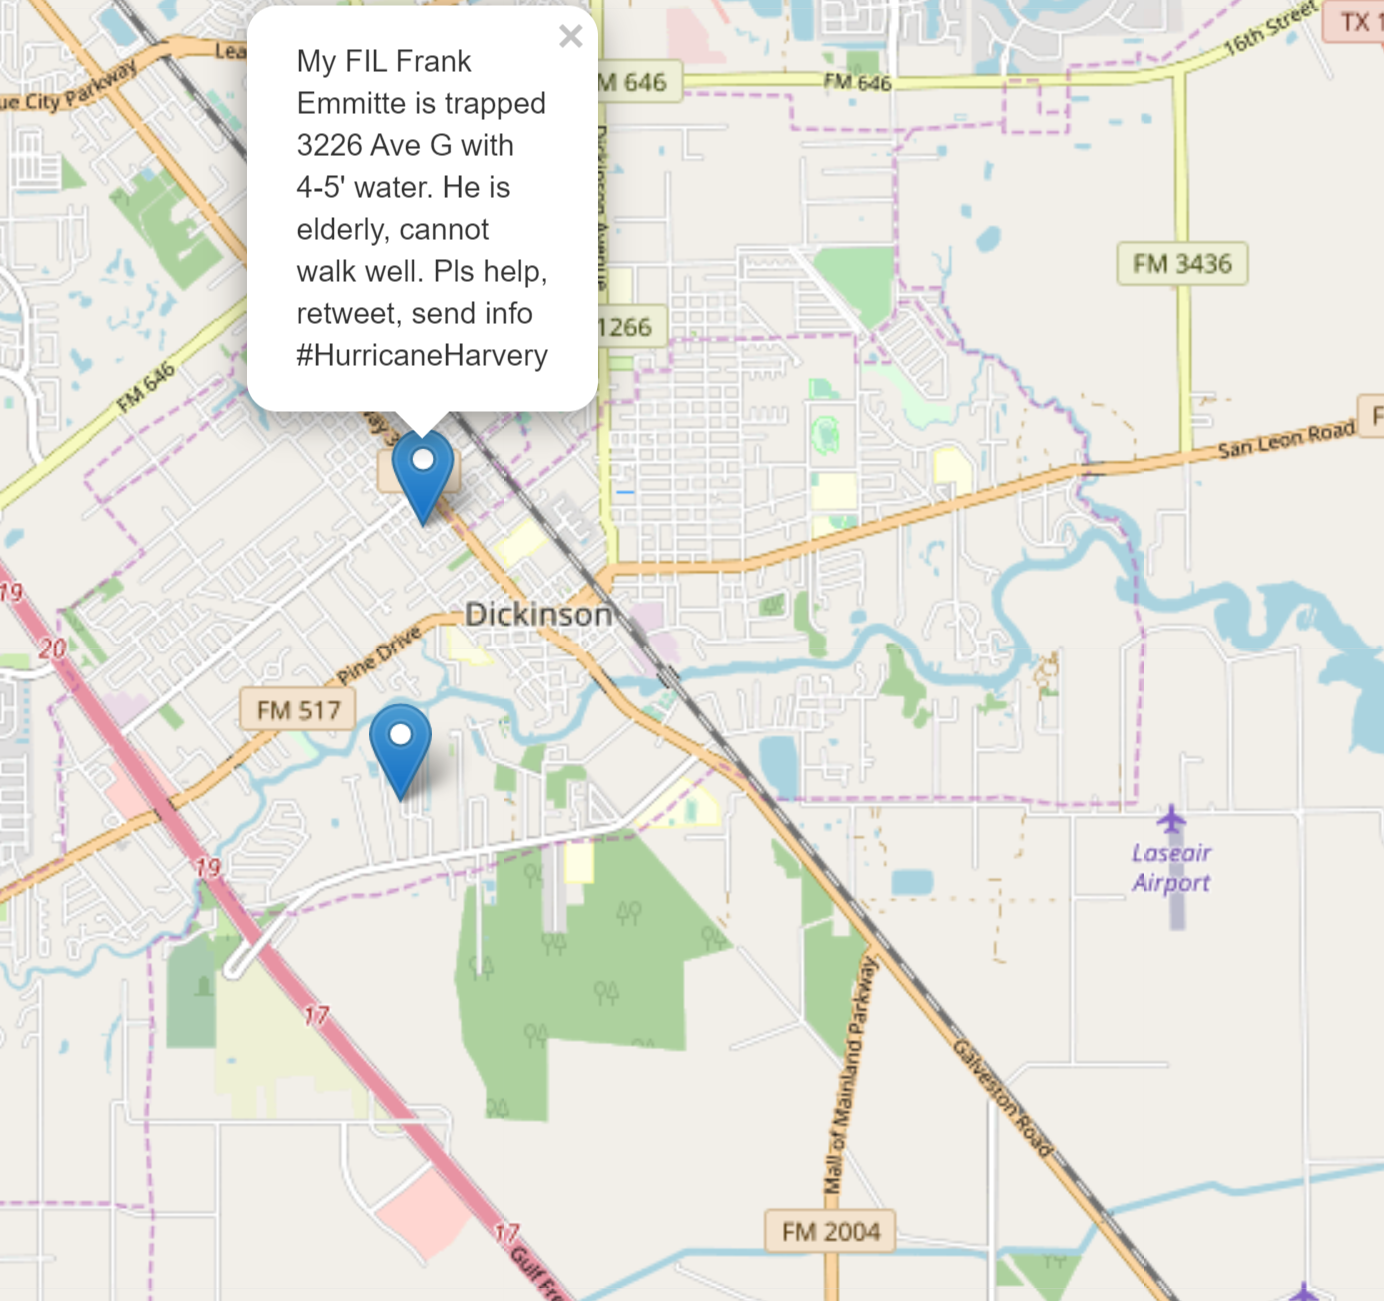 My FIL Frank
Emmitte is trapped
3226 Ave G with
4-5' water. He is
elderly, cannot
walk well. Pls help,
retweet, send info
#HurricaneHarvery
×
Lea
ue City Parkway
M 646
FM 646
16th Street
TX 1
Dickinson Avenue
FM 3436
1266
FM 646
way 3
San Leon Road
F
19
20
Dickinson
Pine Drive
FM 517
19
Laseair
Airport
17
Mall of Mainland Parkway
Galveston Road
17
FM 2004
Gulf Fre